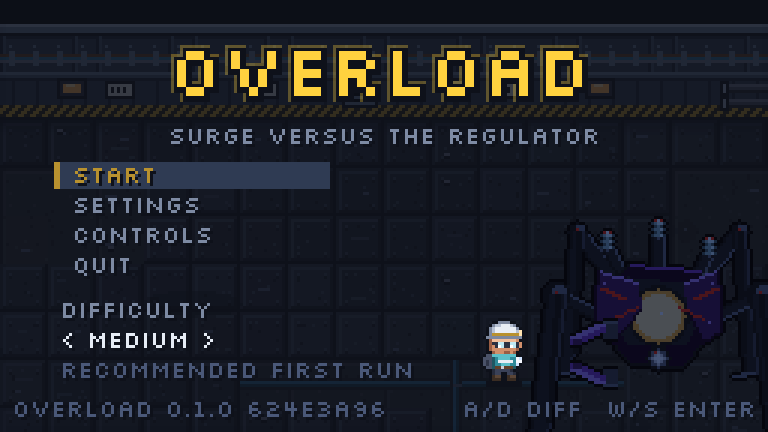 OVERLOAD
SURGE VERSUS THE REGULATOR
START
SETTINGS
CONTROLS
QUIT
DIFFICULTY
< MEDIUM >
RECOMMENDED FIRST RUN
OVERLOAD 0.1.0 624E3A96
A/D DIFF W/S ENTER